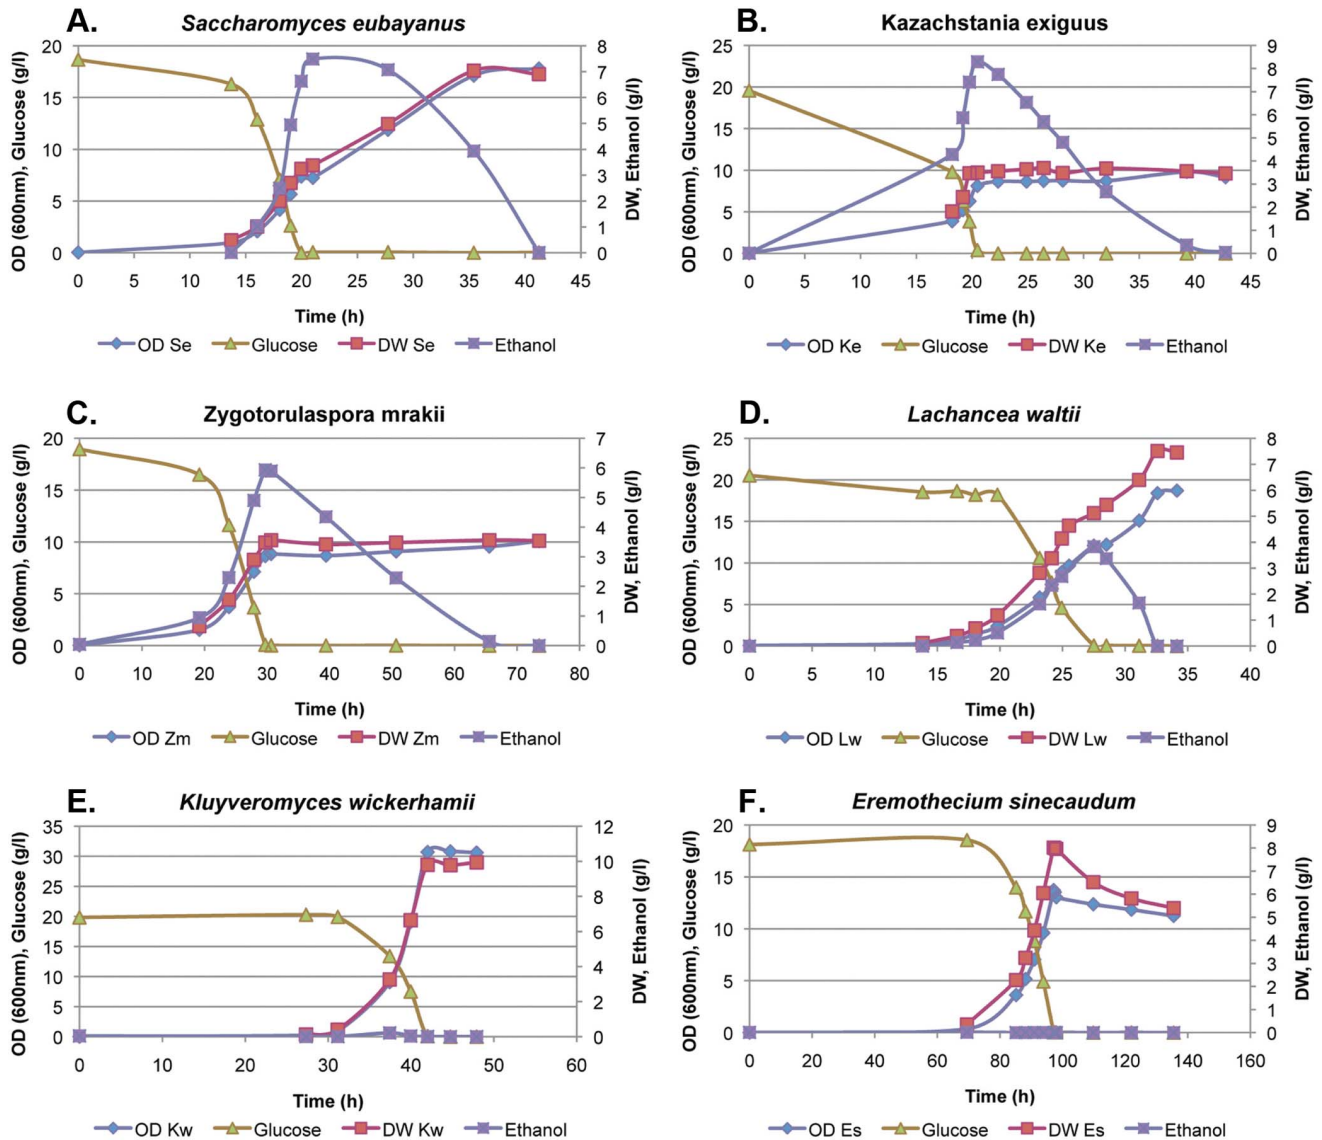 A. Saccharomyces eubayanus
OD (600nm), Glucose (g/l)
20
15
10
5
0
8
7
6
5
4
3
2
1
0
DW, Ethanol (g/l)
0 5 10 15 20 25 30 35 40 45
Time (h)
OD Se Glucose DW Se Ethanol
B. Kazachstania exiguus
OD (600nm), Glucose (g/l)
25
20
15
10
5
0
9
8
7
6
5
4
3
2
1
0
DW, Ethanol (g/l)
0 5 10 15 20 25 30 35 40 45
Time (h)
OD Ke Glucose DW Ke Ethanol
C. Zygotorulaspora mrakii
OD (600nm), Glucose (g/l)
20
15
10
5
0
7
6
5
4
3
2
1
0
DW, Ethanol (g/l)
0 10 20 30 40 50 60 70 80
Time (h)
OD Zm Glucose DW Zm Ethanol
D. Lachancea waltii
OD (600nm), Glucose (g/l)
25
20
15
10
5
0
8
7
6
5
4
3
2
1
0
DW, Ethanol (g/l)
0 5 10 15 20 25 30 35 40
Time (h)
OD Lw Glucose DW Lw Ethanol
E. Kluyveromyces wickerhamii
OD (600nm), Glucose (g/l)
35
30
25
20
15
10
5
0
12
10
8
6
4
2
0
DW, Ethanol (g/l)
0 10 20 30 40 50 60
Time (h)
OD Kw Glucose DW Kw Ethanol
F. Eremothecium sinecaudum
OD (600nm), Glucose (g/l)
20
15
10
5
0
9
8
7
6
5
4
3
2
1
0
DW, Ethanol (g/l)
0 20 40 60 80 100 120 140 160
Time (h)
OD Es Glucose DW Es Ethanol